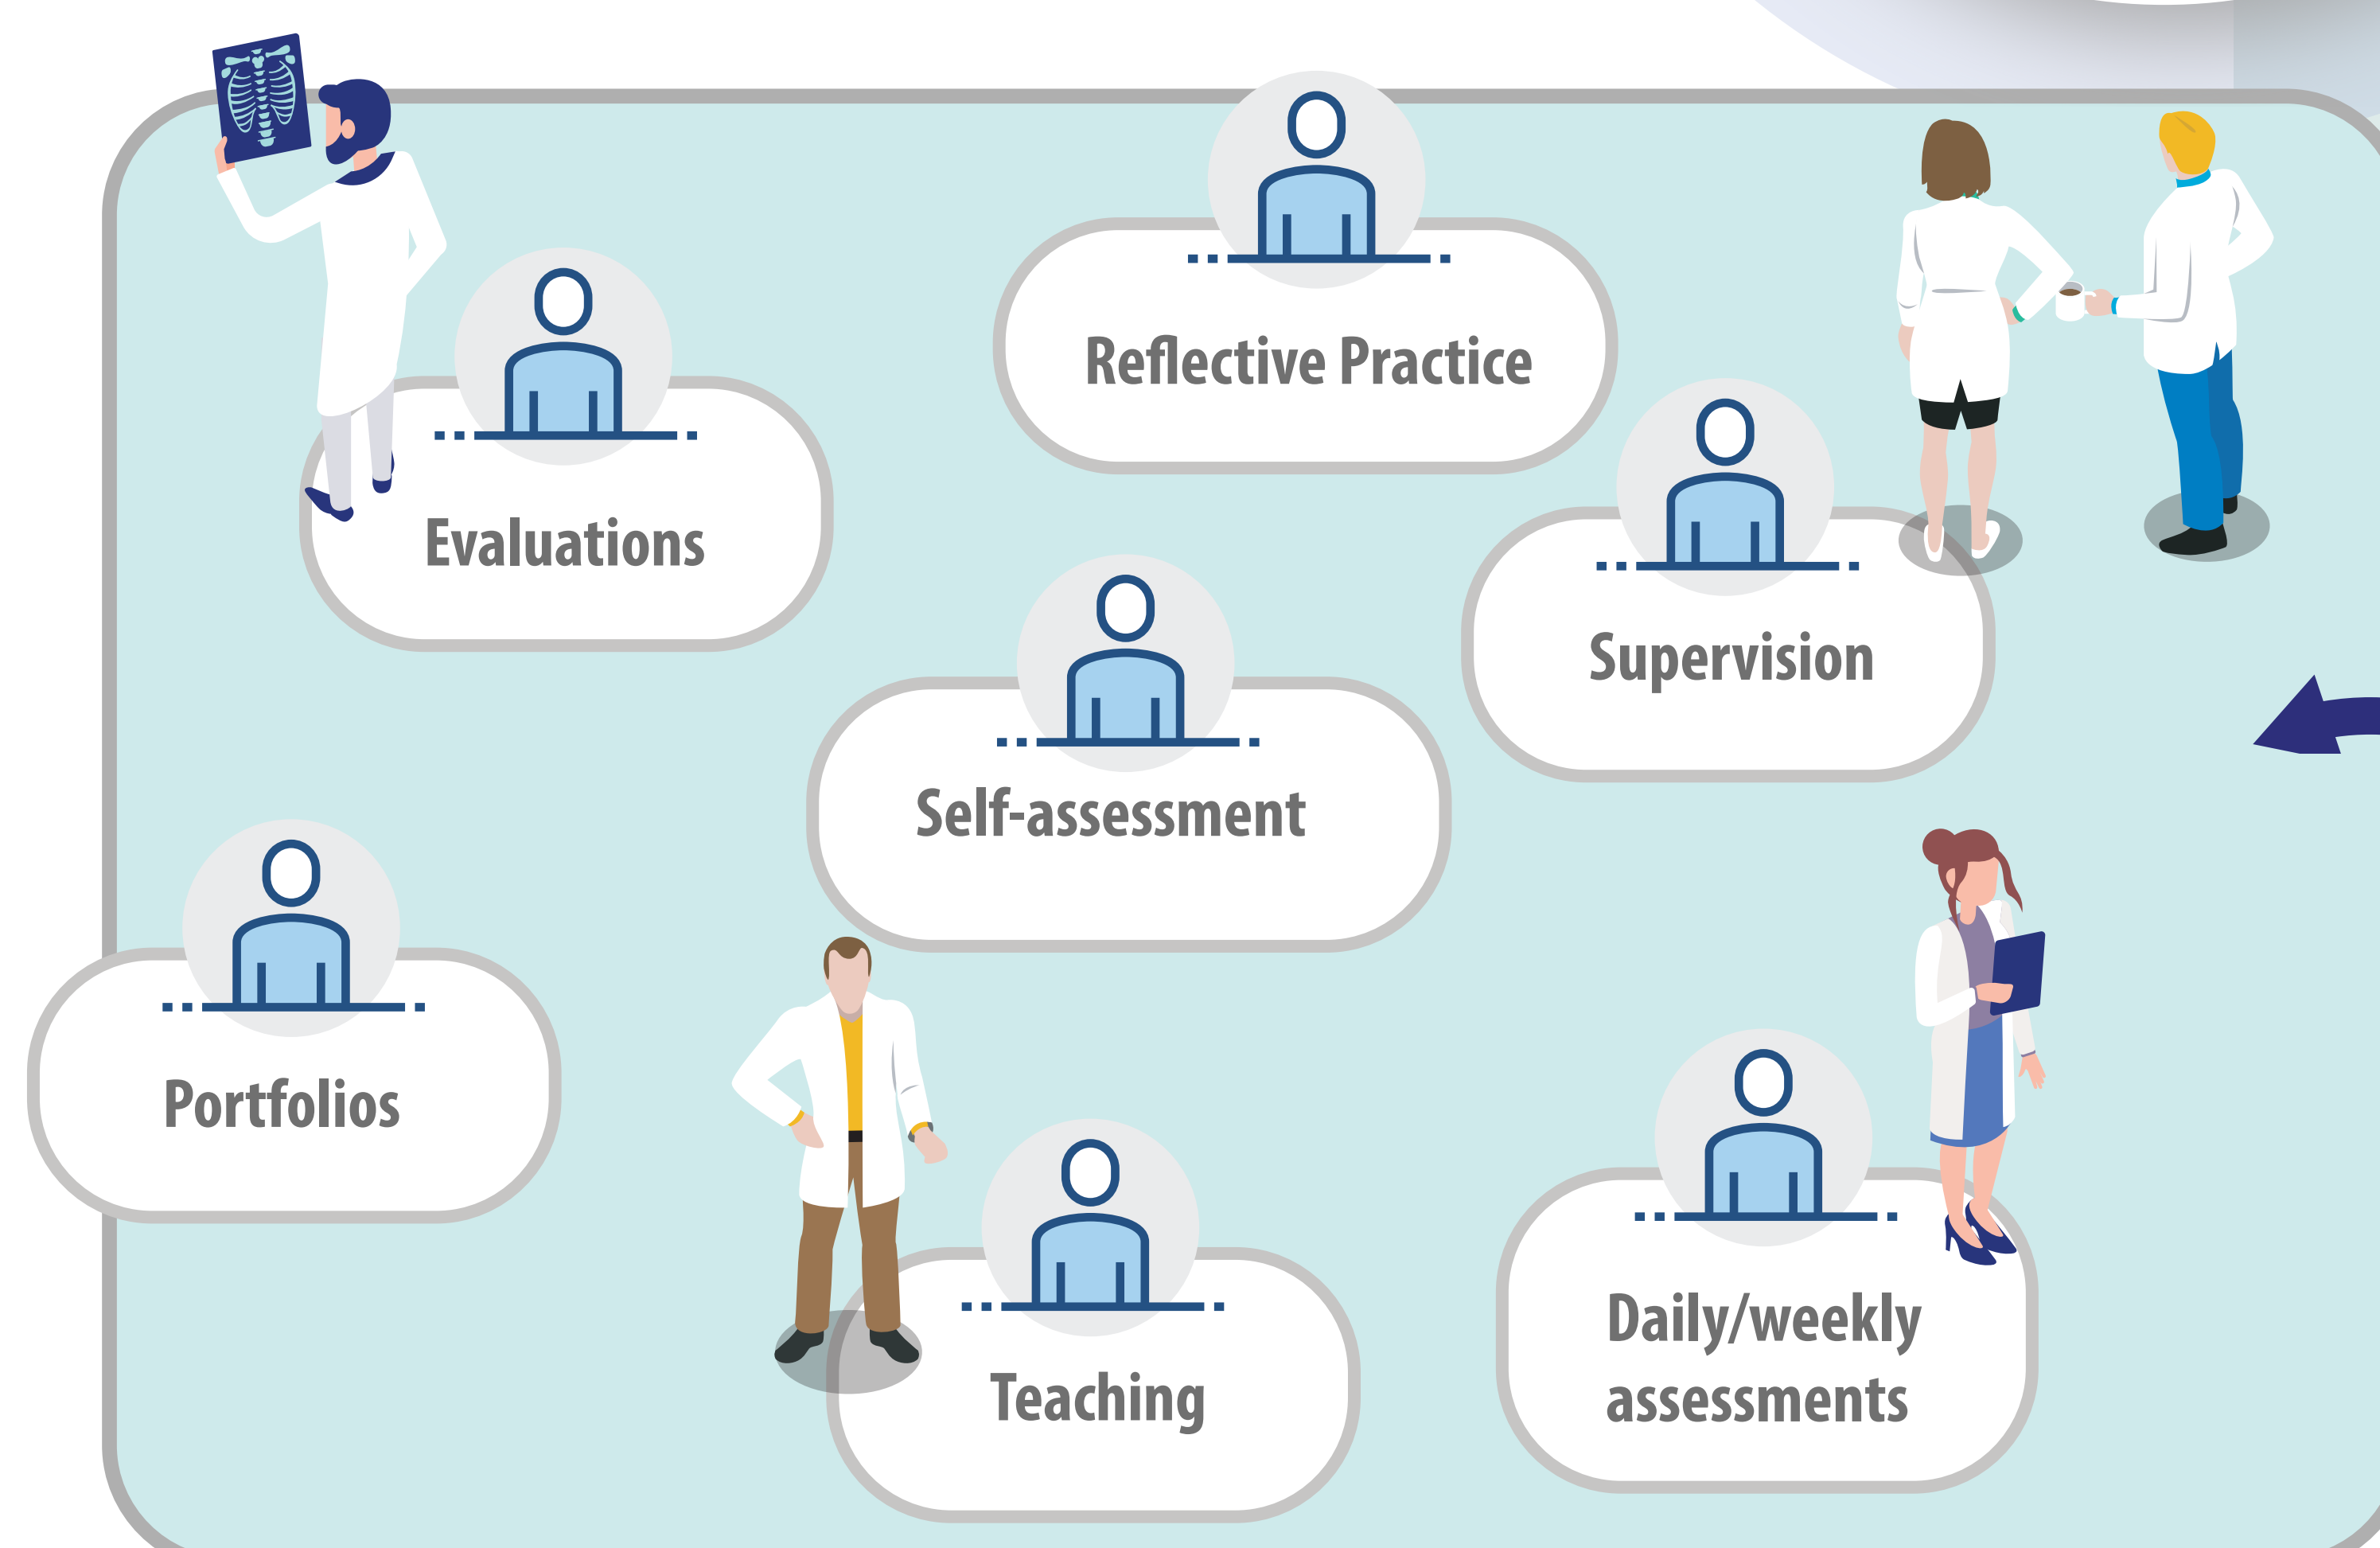 Reflective Practice
Evaluations
Supervision
Self-assessment
Portfolios
Daily/weekly
assessments
Teaching